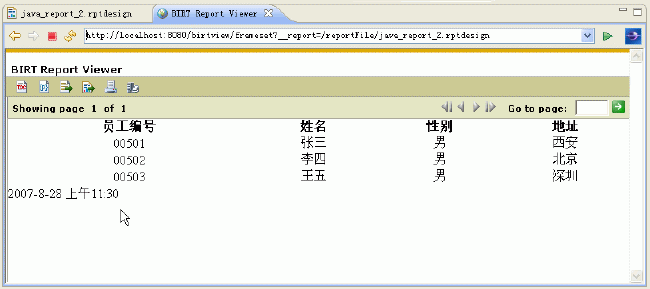 java_report_2.rptdesign BIRT Report Viewer
http://localhost:8080/birtview/frameset?__report=/reportFile/java_report_2.rptdesign
BIRT Report Viewer
Showing page 1 of 1 Go to page:
员工编号 姓名 性别 地址
00501 张三 男 西安
00502 李四 男 北京
00503 王五 男 深圳
2007-8-28 上午11:30